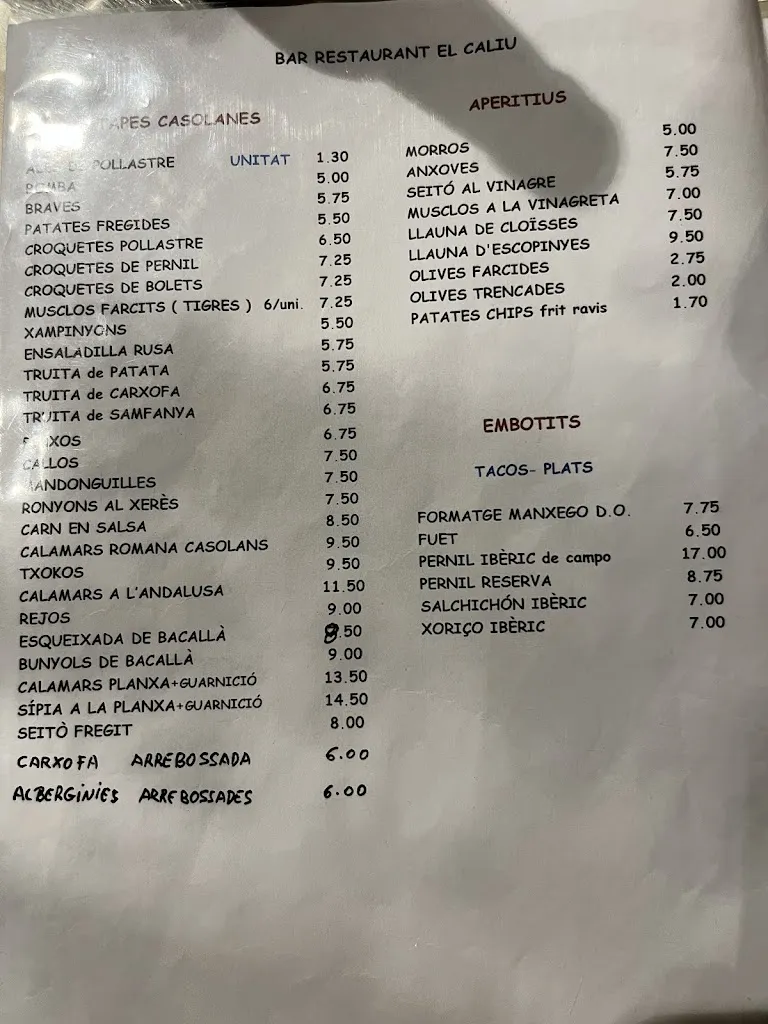 BAR RESTAURANT EL CALIU
CASOLANES
POLLASTRE UNITAT 1.30
BOMBA 5.00
BRAVES 5.75
PATATES FREGIDES 5.50
CROQUETES POLLASTRE 6.50
CROQUETES DE PERNIL 7.25
CROQUETES DE BOLETS 7.25
MUSCLOS FARCITS ( TIGRES ) 6/uni. 7.25
XAMPINYONS 5.50
ENSALADILLA RUSA 5.75
TRUITA de PATATA 5.75
TRUITA de CARXOFA 6.75
TRUITA de SAMFANYA 6.75
6.75
CALLOS 7.50
MANDONGUILLES 7.50
RONYONS AL XERÈS 7.50
CARN EN SALSA 8.50
CALAMARS ROMANA CASOLANS 9.50
TXOKOS 9.50
CALAMARS A L'ANDALUSA 11.50
REJOS 9.00
ESQUEIXADA DE BACALLÀ 8.50
BUNYOLS DE BACALLÀ 9.00
CALAMARS PLANXA+GUARNICIÓ 13.50
SÍPIA A LA PLANXA+GUARNICIÓ 14.50
SEITÒ FREGIT 8.00
CARXOFA ARREBOSSADA 6.00
ALBERGINIES ARREBOSSADES 6.00
APERITIUS
MORROS 5.00
ANXOVES 7.50
SEITÓ AL VINAGRE 5.75
MUSCLOS A LA VINAGRETA 7.00
LLAUNA DE CLOÏSSES 7.50
LLAUNA D'ESCOPINYES 9.50
OLIVES FARCIDES 2.75
OLIVES TRENCADES 2.00
PATATES CHIPS frit ravis 1.70
EMBOTITS
TACOS- PLATS
FORMATGE MANXEGO D.O. 7.75
FUET 6.50
PERNIL IBÈRIC de campo 17.00
PERNIL RESERVA 8.75
SALCHICHÓN IBÈRIC 7.00
XORIÇO IBÈRIC 7.00